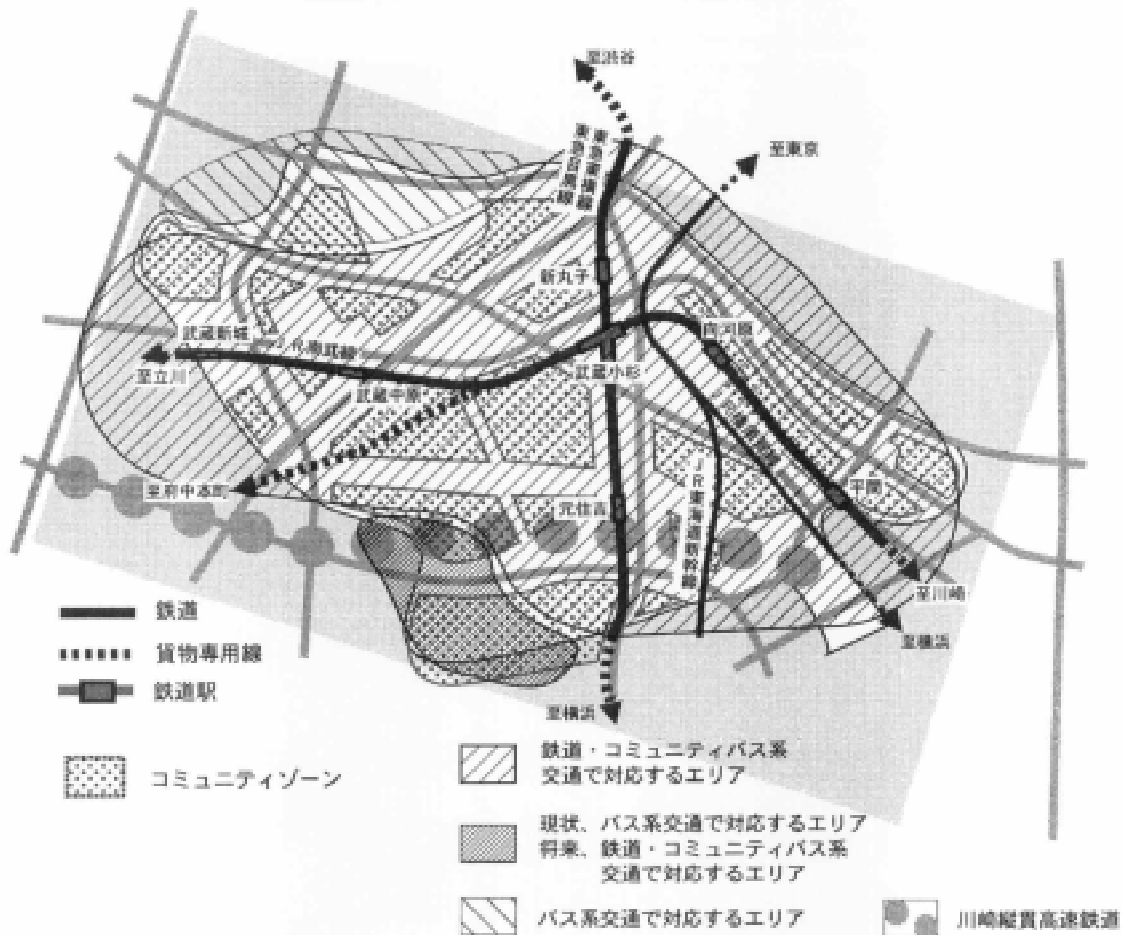 至渋谷
東急東横線
東急目黒線
至東京
新丸子
武蔵新城
JR南武線
向河原
至立川
武蔵中原
武蔵小杉
至府中本町
元住吉
JR東海道新幹線
平間
至川崎
至横浜
至横浜
鉄道
貨物専用線
鉄道駅
コミュニティゾーン
鉄道・コミュニティバス系
交通で対応するエリア
現状、バス系交通で対応するエリア
将来、鉄道・コミュニティバス系
交通で対応するエリア
バス系交通で対応するエリア
川崎縦貫高速鉄道